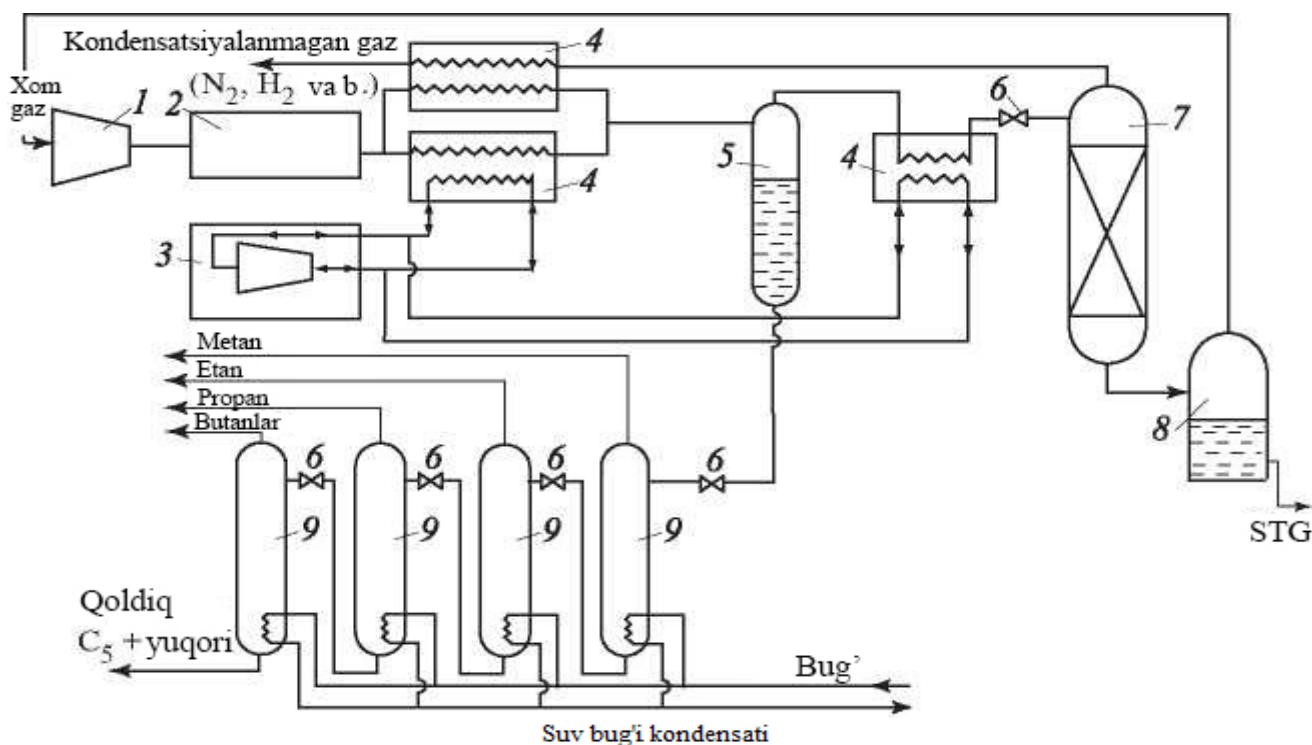 Kondensatsiyalanmagan gaz
(N2, H2 va b.)
Xom
gaz
1
2
4
4
3
5
4
6
7
8
STG
Metan
Etan
Propan
Butanlar
6
6
6
6
9
9
9
9
Qoldiq
C5 + yuqori
Bug’
Suv bug'i kondensati